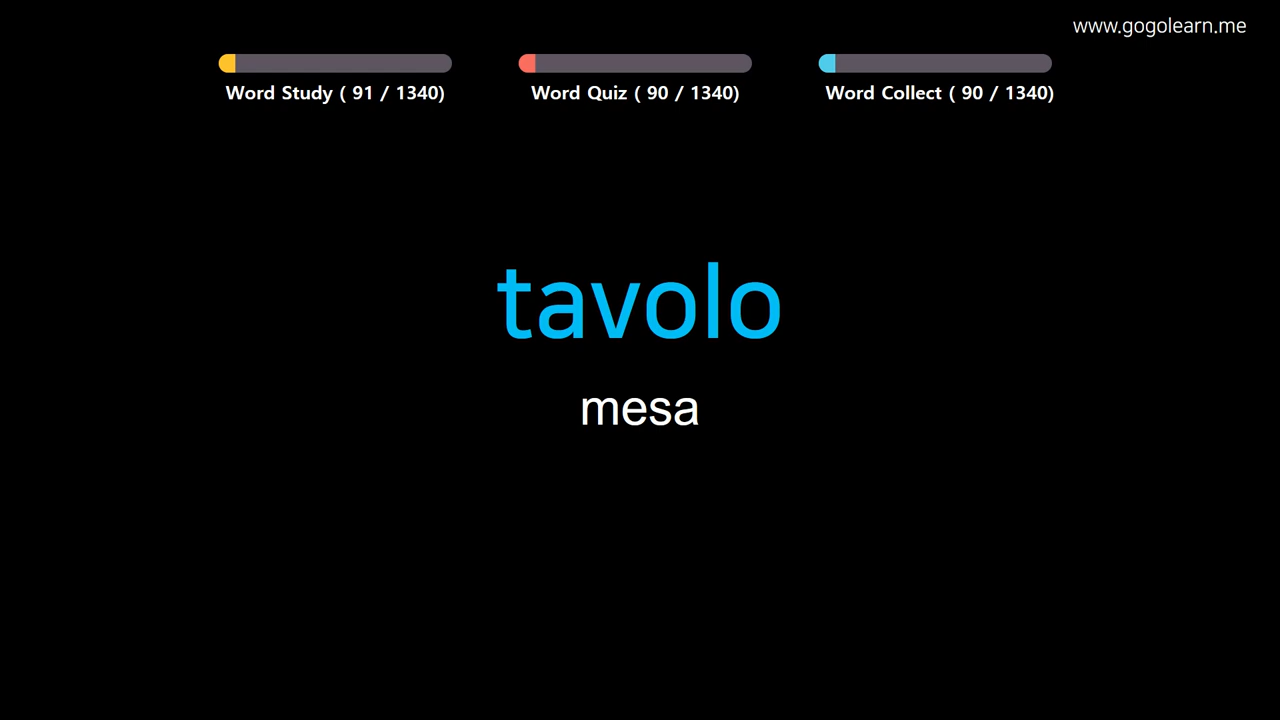 www.gogolearn.me
Word Study ( 91 / 1340)
Word Quiz ( 90 / 1340)
Word Collect ( 90 / 1340)
tavolo
mesa